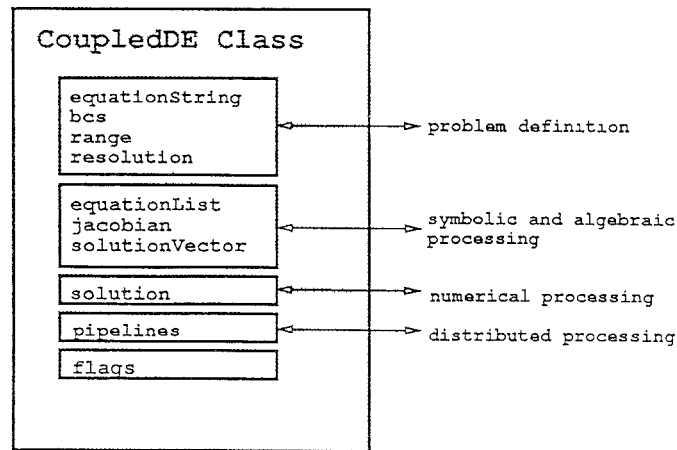 CoupledDE Class
equationString
bcs
range
resolution
problem definition
equationList
jacobian
solutionVector
symbolic and algebraic
processing
solution
numerical processing
pipelines
distributed processing
flags